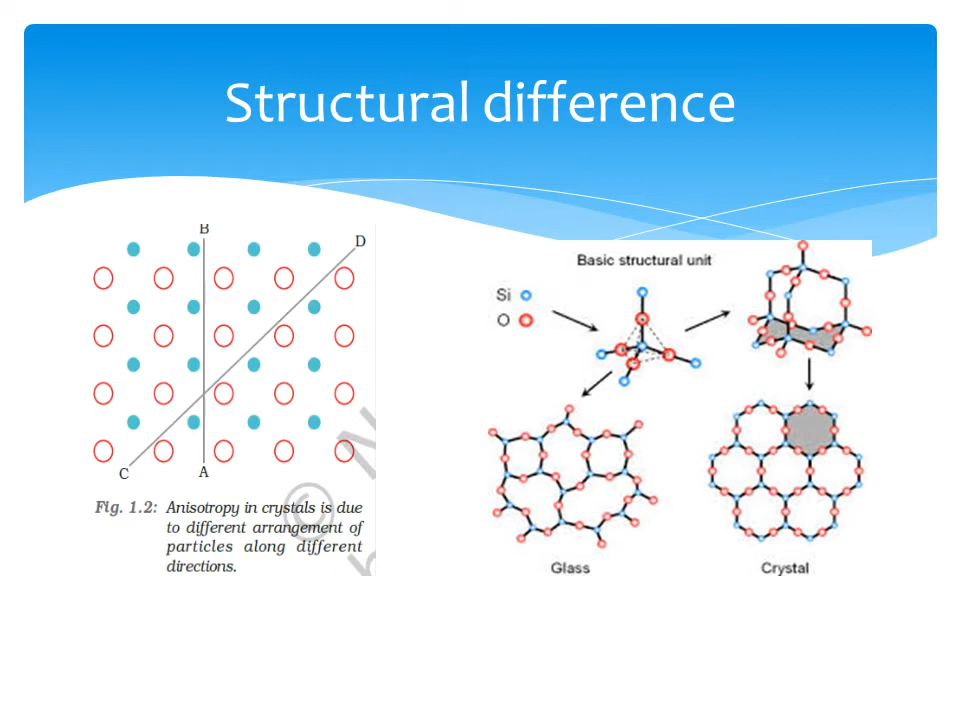 Structural difference
B
D
C
A
Fig. 1.2: Anisotropy in crystals is due
to different arrangement of
particles along different
directions.
Basic structural unit
Si
O
Glass
Crystal